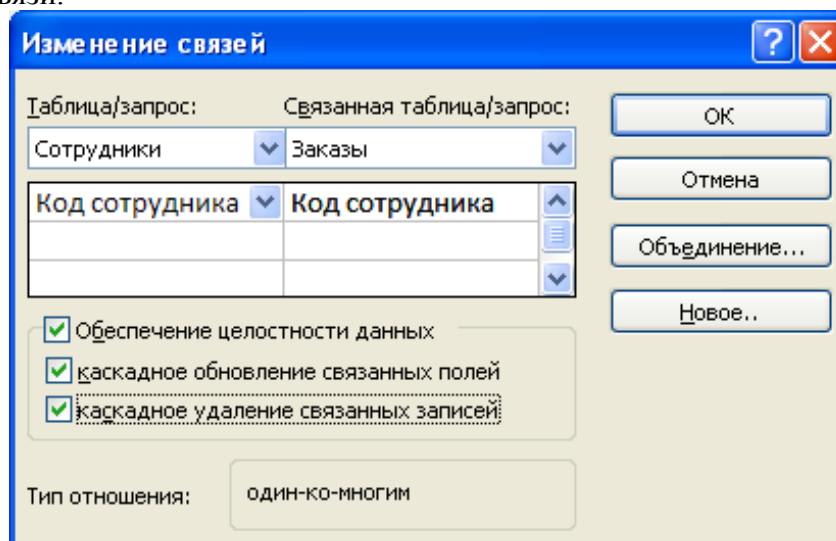 Изменение связей
Таблица/запрос: Связанная таблица/запрос:
Сотрудники Заказы
Код сотрудника Код сотрудника
Обеспечение целостности данных
каскадное обновление связанных полей
каскадное удаление связанных записей
Тип отношения: один-ко-многим
ОК
Отмена
Объединение...
Новое..